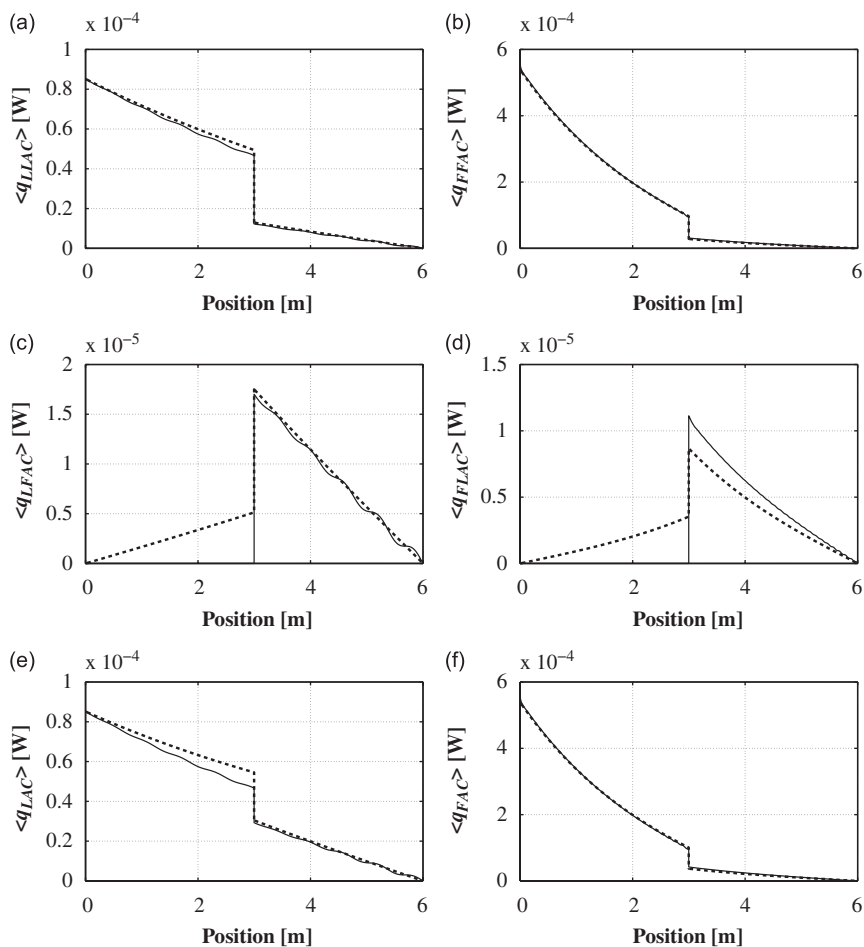 (a)
x 10⁻⁴
<q_LLAC> [W]
1
0.8
0.6
0.4
0.2
0
0 2 4 6
Position [m]
(b)
x 10⁻⁴
<q_FFAC> [W]
6
4
2
0
0 2 4 6
Position [m]
(c)
x 10⁻⁵
<q_LFAC> [W]
2
1.5
1
0.5
0
0 2 4 6
Position [m]
(d)
x 10⁻⁵
<q_FLAC> [W]
1.5
1
0.5
0
0 2 4 6
Position [m]
(e)
x 10⁻⁴
<q_LAC> [W]
1
0.8
0.6
0.4
0.2
0
0 2 4 6
Position [m]
(f)
x 10⁻⁴
<q_FAC> [W]
6
4
2
0
0 2 4 6
Position [m]